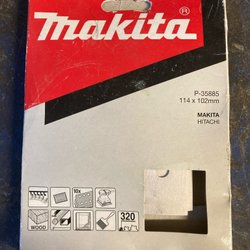 makita®
P-35885
114 x 102mm
MAKITA
HITACHI
10x
WOOD
320